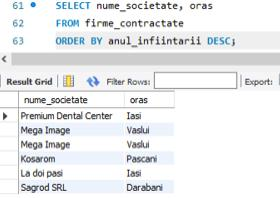 61 SELECT nume_societate, oras
62 FROM firme_contractate
63 ORDER BY anul_infiintarii DESC;
Result Grid Filter Rows: Export:
nume_societate oras
Premium Dental Center Iasi
Mega Image Vaslui
Mega Image Vaslui
Kosarom Pascani
La doi pasi Iasi
Sagrod SRL Darabani